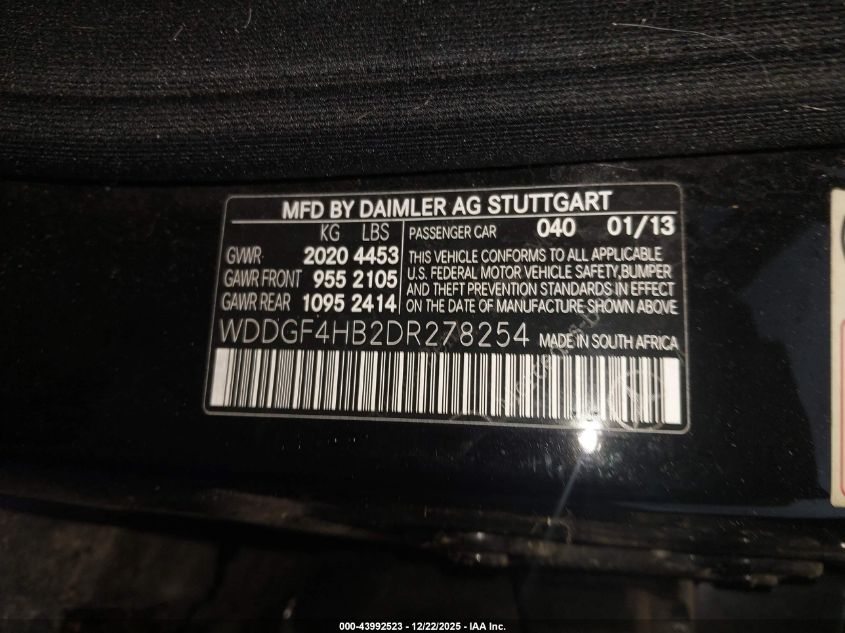 MFD BY DAIMLER AG STUTTGART
KG LBS PASSENGER CAR 040 01/13
GVWR 2020 4453 THIS VEHICLE CONFORMS TO ALL APPLICABLE
GAWR FRONT 955 2105 U.S. FEDERAL MOTOR VEHICLE SAFETY,BUMPER
GAWR REAR 1095 2414 AND THEFT PREVENTION STANDARDS IN EFFECT
ON THE DATE OF MANUFACTURE SHOWN ABOVE
WDDGF4HB2DR278254 MADE IN SOUTH AFRICA
000-43992523 – 12/22/2025 – IAA Inc.